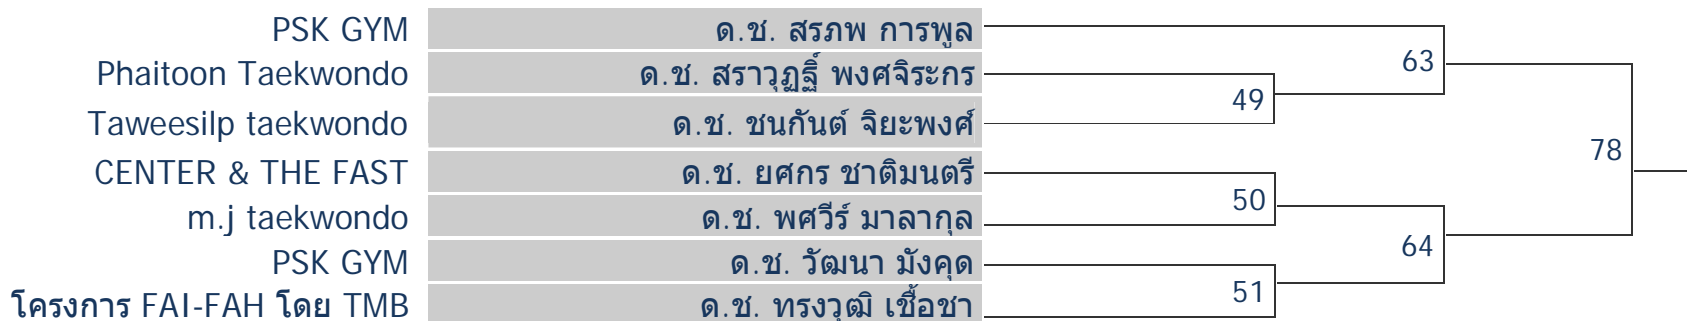 PSK GYM ด.ช. สรภพ การพูล
63
Phaitoon Taekwondo ด.ช. สราวุฏฐิ์ พงศจิระกร
49
Taweesilp taekwondo ด.ช. ชนกันต์ จิยะพงศ์
78
CENTER & THE FAST ด.ช. ยศกร ชาติมนตรี
50
m.j taekwondo ด.ช. พศวีร์ มาลากุล
64
PSK GYM ด.ช. วัฒนา มังคุด
51
โครงการ FAI-FAH โดย TMB ด.ช. ทรงวุฒิ เชื้อชา